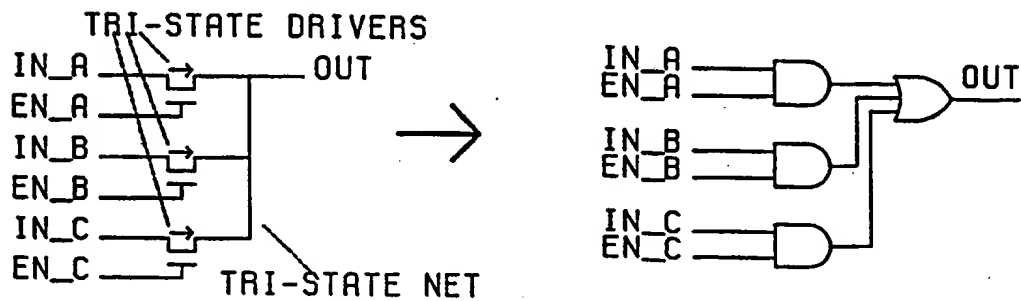 TRI-STATE DRIVERS
IN_A
OUT
EN_A
IN_B
EN_B
IN_C
EN_C
TRI-STATE NET
IN_A
EN_A
OUT
IN_B
EN_B
IN_C
EN_C